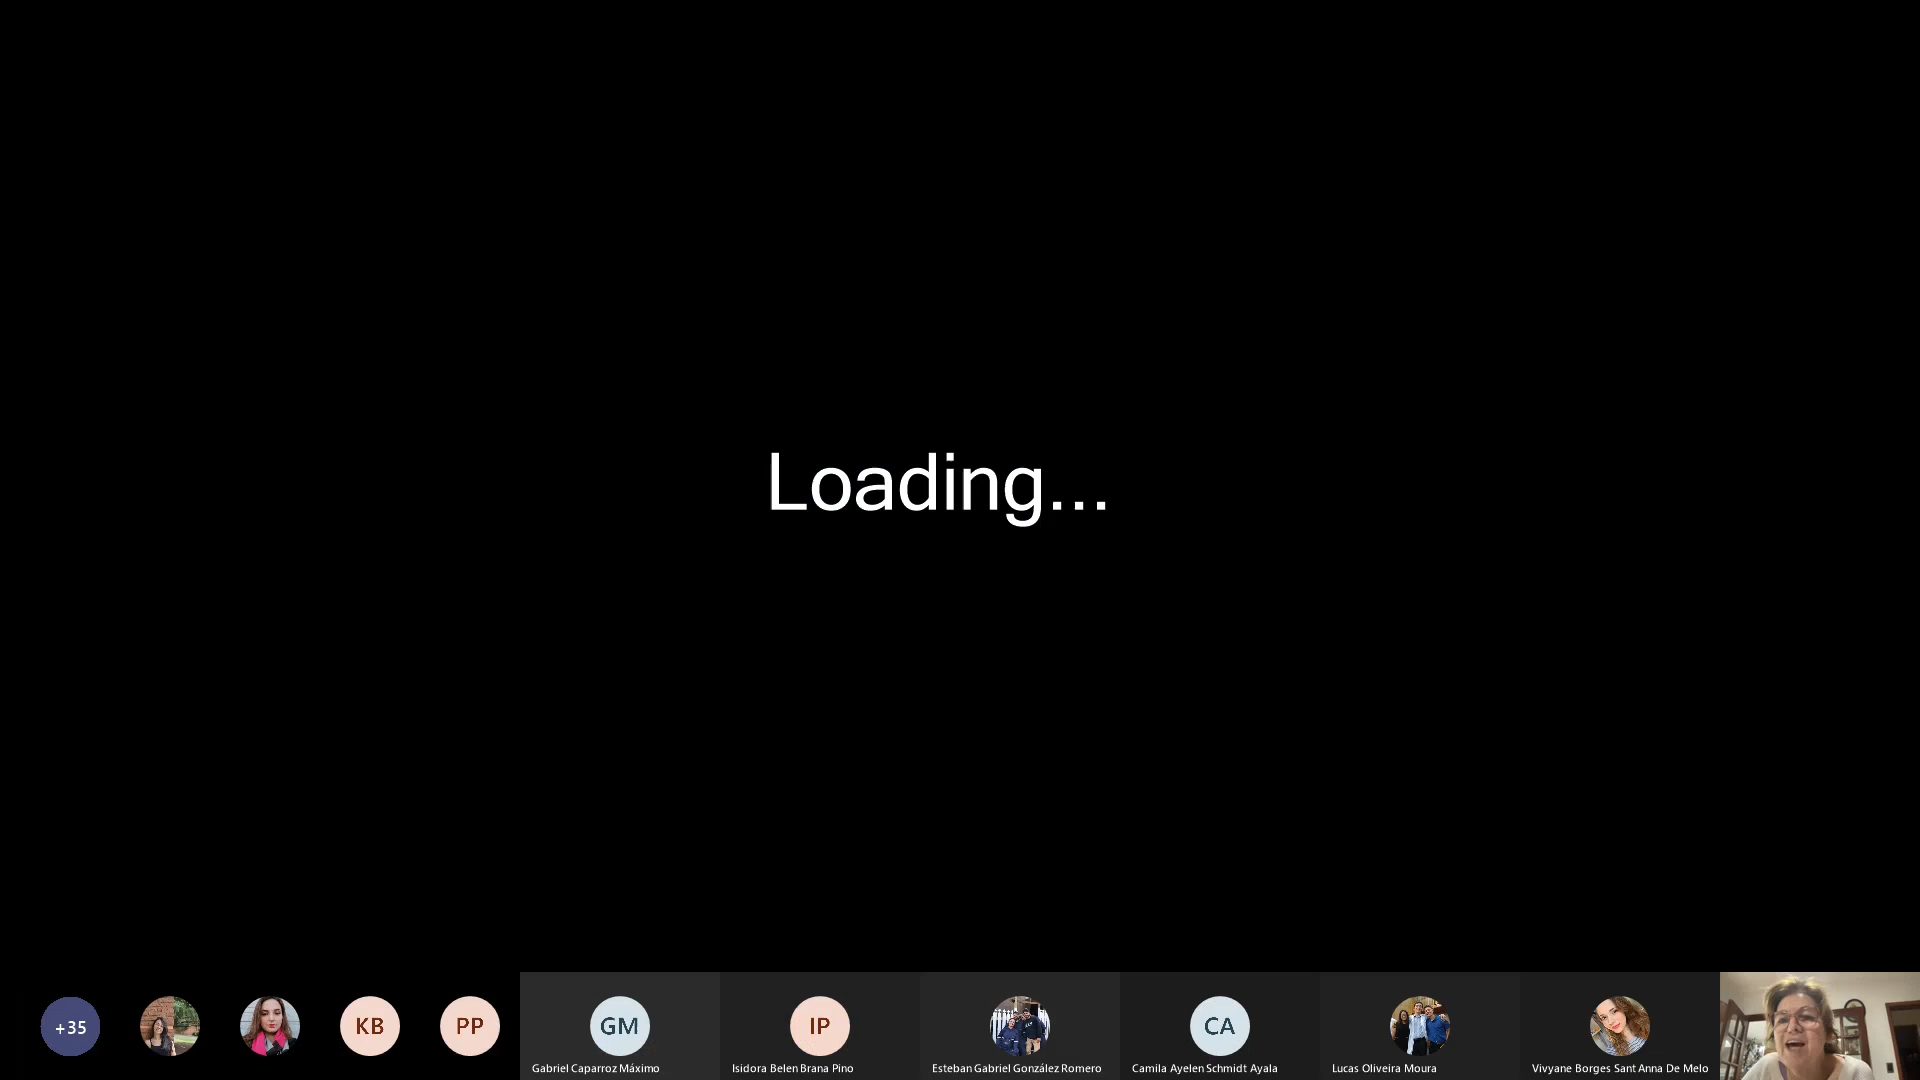 Loading...
+35
KB
PP
GM
IP
CA
Gabriel Caparroz Máximo
Isidora Belen Brana Pino
Esteban Gabriel González Romero
Camila Ayelen Schmidt Ayala
Lucas Oliveira Moura
Vivyane Borges Sant Anna De Melo